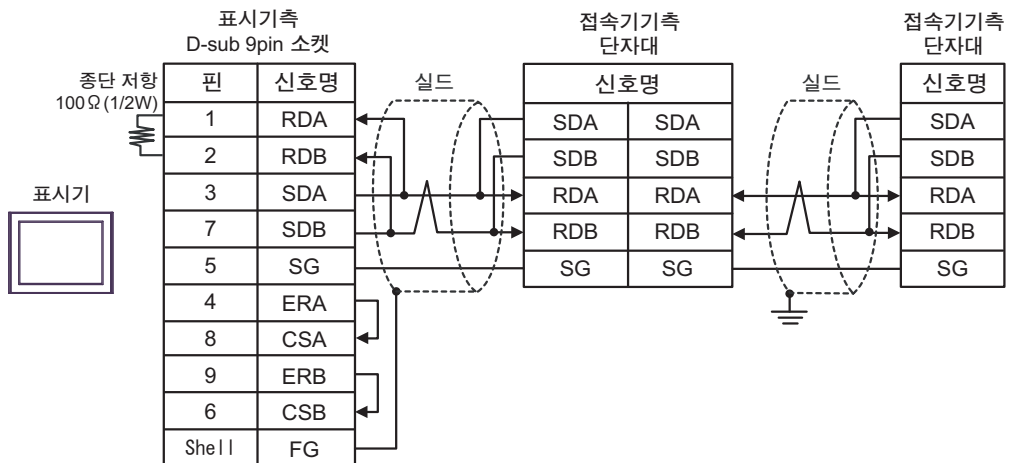 표시기측
D-sub 9pin 소켓
접속기기측
단자대
접속기기측
단자대
종단 저항
100Ω(1/2W)
핀 신호명
실드
신호명
실드
신호명
1 RDA
SDA SDA
SDA
2 RDB
SDB SDB
SDB
표시기
3 SDA
RDA RDA
RDA
7 SDB
RDB RDB
RDB
5 SG
SG SG
SG
4 ERA
8 CSA
9 ERB
6 CSB
Shell FG